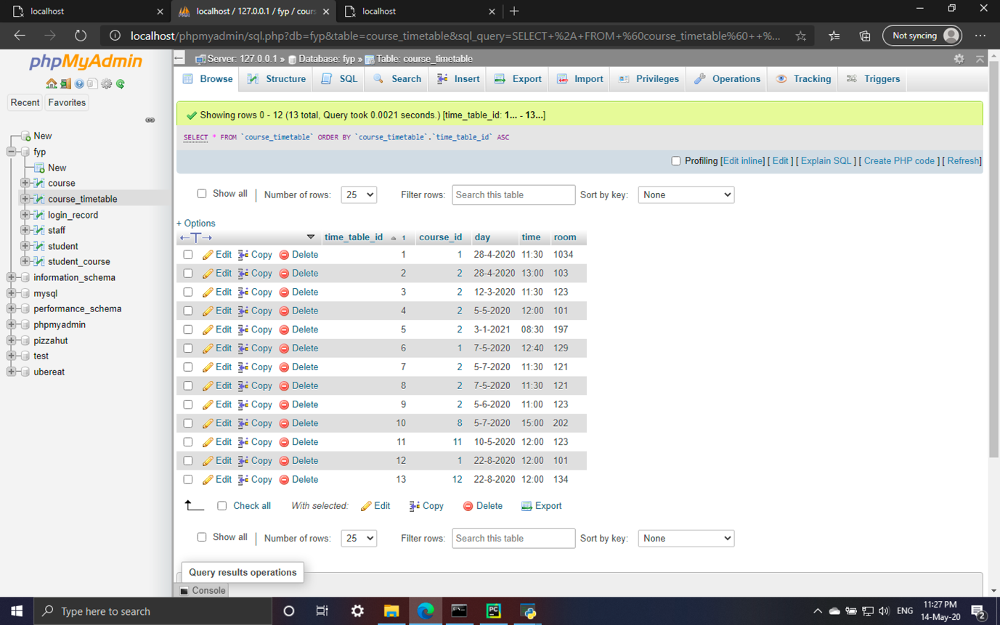 localhost
localhost / 127.0.0.1 / fyp / cours
localhost
localhost/phpmyadmin/sql.php?db=fyp&table=course_timetable&sql_query=SELECT+%2A+FROM+%60course_timetable%60++%...
Not syncing
phpMyAdmin
Recent Favorites
New
fyp
New
course
course_timetable
login_record
staff
student
student_course
information_schema
mysql
performance_schema
phpmyadmin
pizzahut
test
ubereat
Server: 127.0.0.1 » Database: fyp » Table: course_timetable
Browse Structure SQL Search Insert Export Import Privileges Operations Tracking Triggers
Showing rows 0 - 12 (13 total, Query took 0.0021 seconds.) [time_table_id: 1... - 13...]
SELECT * FROM `course_timetable` ORDER BY `course_timetable`.`time_table_id` ASC
Profiling [Edit inline] [ Edit ] [ Explain SQL ] [ Create PHP code ] [ Refresh]
Show all | Number of rows: 25 Filter rows: Search this table Sort by key: None
+ Options
←T→ time_table_id 1 course_id day time room
Edit Copy Delete 1 1 28-4-2020 11:30 1034
Edit Copy Delete 2 2 28-4-2020 13:00 103
Edit Copy Delete 3 2 12-3-2020 11:30 123
Edit Copy Delete 4 2 5-5-2020 12:00 101
Edit Copy Delete 5 2 3-1-2021 08:30 197
Edit Copy Delete 6 1 7-5-2020 12:40 129
Edit Copy Delete 7 2 5-7-2020 11:30 121
Edit Copy Delete 8 2 7-5-2020 11:30 121
Edit Copy Delete 9 2 5-6-2020 11:00 123
Edit Copy Delete 10 8 5-7-2020 15:00 202
Edit Copy Delete 11 11 10-5-2020 12:00 123
Edit Copy Delete 12 1 22-8-2020 12:00 101
Edit Copy Delete 13 12 22-8-2020 12:00 134
Check all With selected: Edit Copy Delete Export
Show all | Number of rows: 25 Filter rows: Search this table Sort by key: None
Query results operations
Console
Type here to search
PC
ENG
11:27 PM
14-May-20
2